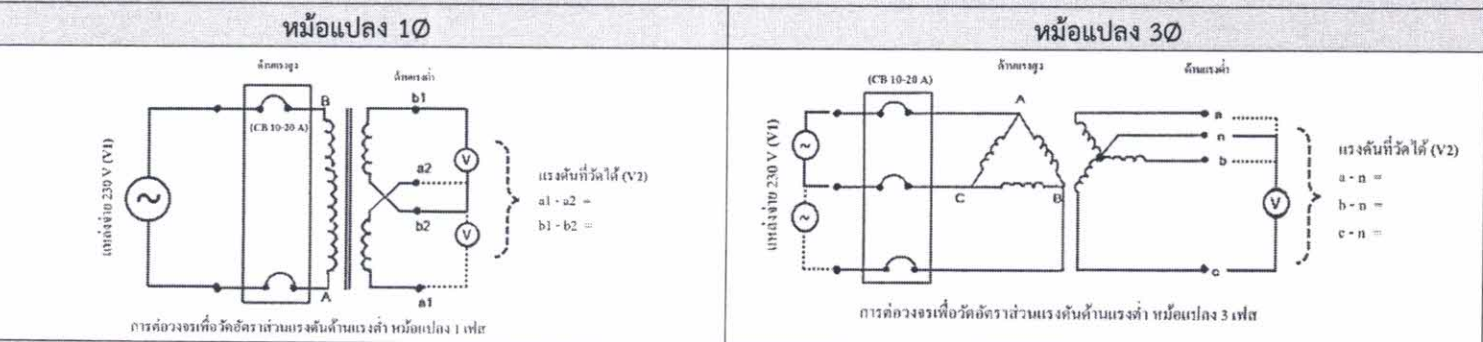 หม้อแปลง 1Ø
หม้อแปลง 3Ø
ด้านแรงสูง
ด้านแรงต่ำ
B
b1
(CB 10-20 A)
แหล่งจ่าย 230 V (V1)
V
a2
b2
V
A
a1
แรงดันที่วัดได้ (V2)
a1 - a2 =
b1 - b2 =
การต่อวงจรเพื่อวัดอัตราส่วนแรงดันด้านแรงต่ำ หม้อแปลง 1 เฟส
(CB 10-20 A)
ด้านแรงสูง
ด้านแรงต่ำ
แหล่งจ่าย 230 V (V1)
A
C
B
a
n
b
V
c
แรงดันที่วัดได้ (V2)
a - n =
b - n =
c - n =
การต่อวงจรเพื่อวัดอัตราส่วนแรงดันด้านแรงต่ำ หม้อแปลง 3 เฟส